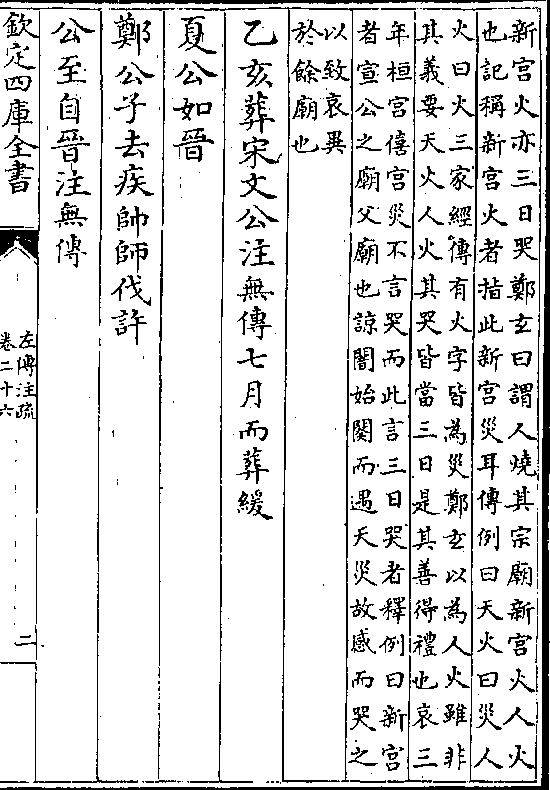 新宫火亦三日哭鄭玄曰謂人燒其宗廟新宫火人火
也記稱新宫火者指此新宫災耳傳例曰天火曰災人
火曰火三家經傳有火字皆為災鄭玄以為人火雖非
其義要天火人火其哭皆當三日是其善得禮也哀三
年桓宫僖宫災不言哭而此言三日哭者釋例曰新宫
者宣公之廟父廟也諒闇始闋而遇天災故感而哭之
以致哀異
於餘廟也
乙亥葬宋文公注無傳七月而葬緩
夏公如晉
鄭公子去疾帥師伐許
公至自晉注無傳
欽定四庫全書
左傳注疏
卷二十六
二